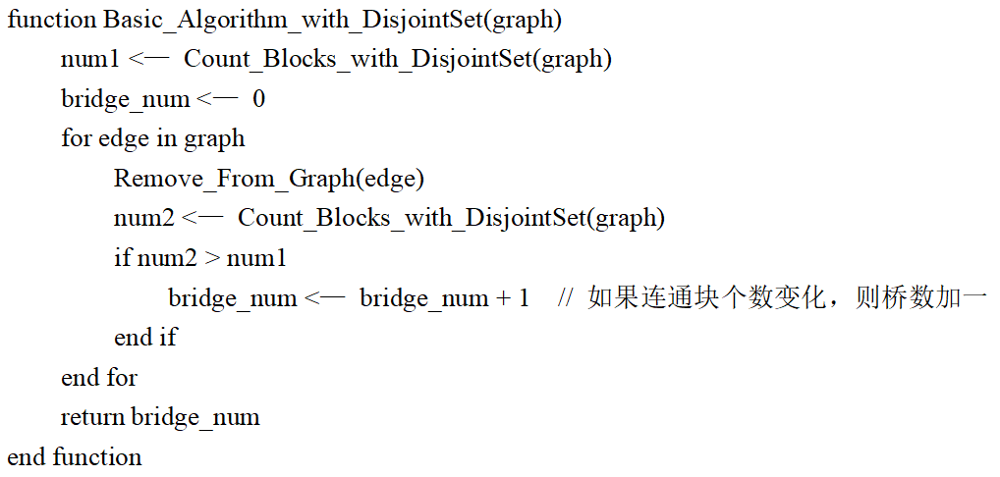 function Basic_Algorithm_with_DisjointSet(graph)
num1 <— Count_Blocks_with_DisjointSet(graph)
bridge_num <— 0
for edge in graph
Remove_From_Graph(edge)
num2 <— Count_Blocks_with_DisjointSet(graph)
if num2 > num1
bridge_num <— bridge_num + 1 // 如果连通块个数变化，则桥数加一
end if
end for
return bridge_num
end function